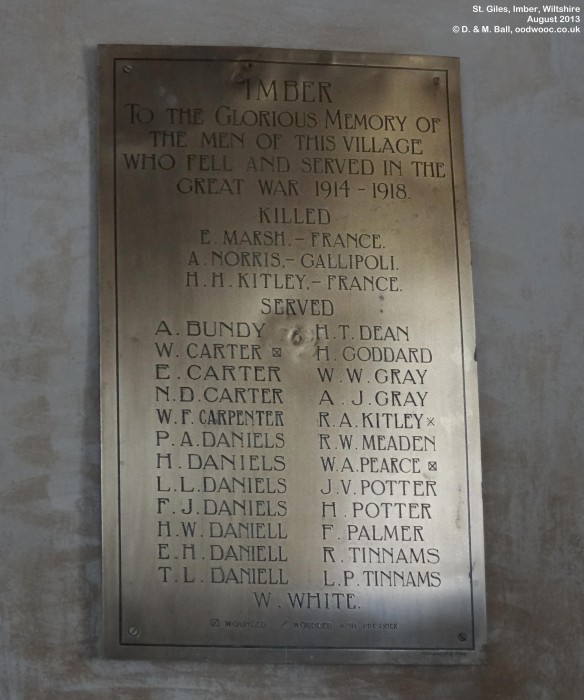 St. Giles, Imber, Wiltshire
August 2013
© D. & M. Ball, oodwooc.co.uk
IMBER
TO THE GLORIOUS MEMORY OF
THE MEN OF THIS VILLAGE
WHO FELL AND SERVED IN THE
GREAT WAR 1914 - 1918.
KILLED
E. MARSH,- FRANCE.
A. NORRIS,- GALLIPOLI.
H. H. KITLEY,- FRANCE.
SERVED
A. BUNDY H. T. DEAN
W. CARTER ⊠ H. GODDARD
E. CARTER W. W. GRAY
N. D. CARTER A. J. GRAY
W. F. CARPENTER R. A. KITLEY ×
P. A. DANIELS R. W. MEADEN
H. DANIELS W. A. PEARCE ⊠
L. L. DANIELS J. V. POTTER
F. J. DANIELS H. POTTER
H. W. DANIELL F. PALMER
E. H. DANIELL R. TINNAMS
T. L. DANIELL L. P. TINNAMS
W. WHITE.
⊠ WOUNDED × WOUNDED AND PRISONER